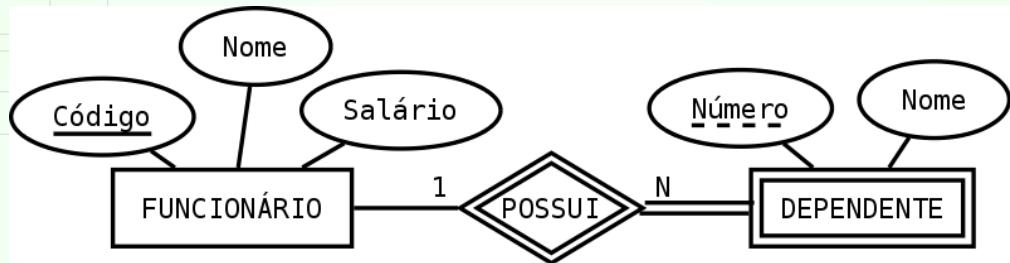 Nome
Código
Salário
Número
Nome
FUNCIONÁRIO
1
POSSUI
N
DEPENDENTE